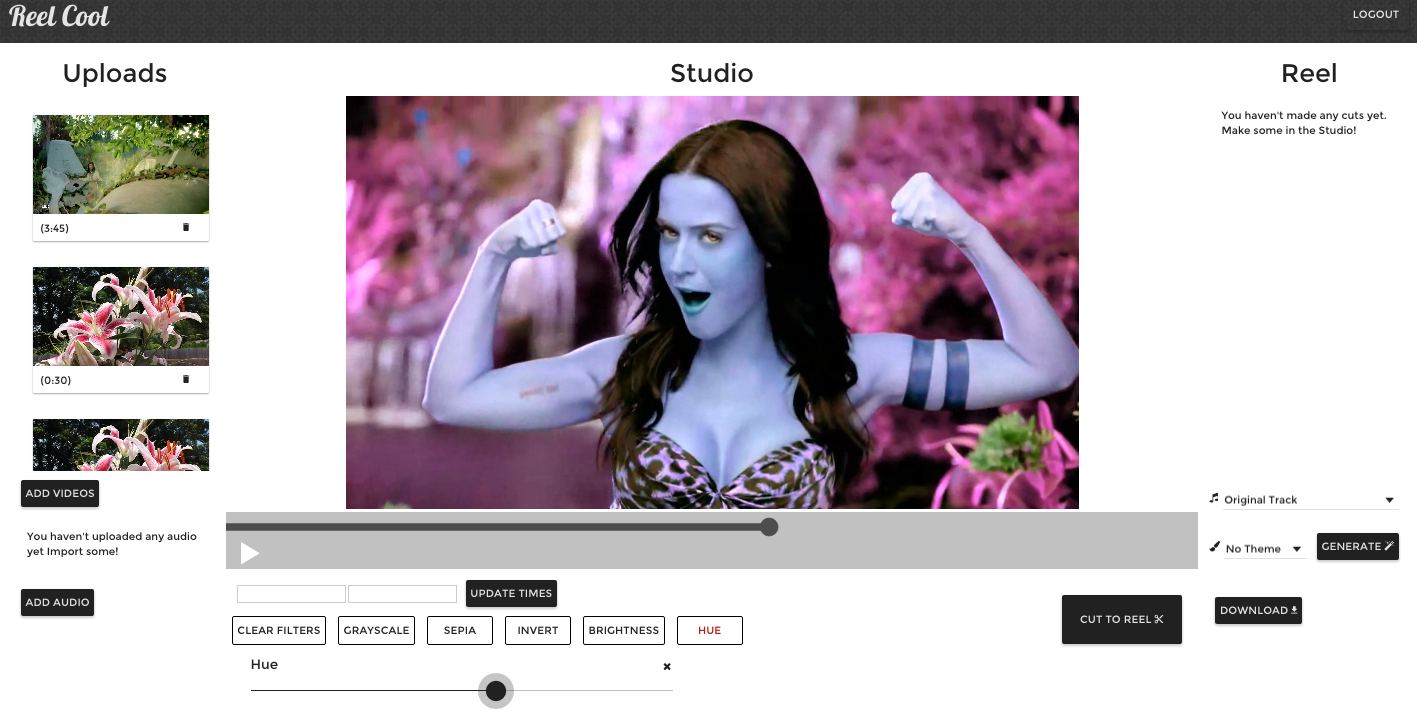 Reel Cool
LOGOUT
Uploads
(3:45)
(0:30)
ADD VIDEOS
You haven't uploaded any audio
yet Import some!
ADD AUDIO
Studio
UPDATE TIMES
CLEAR FILTERS
GRAYSCALE
SEPIA
INVERT
BRIGHTNESS
HUE
Hue
CUT TO REEL
Reel
You haven't made any cuts yet.
Make some in the Studio!
Original Track
No Theme
GENERATE
DOWNLOAD